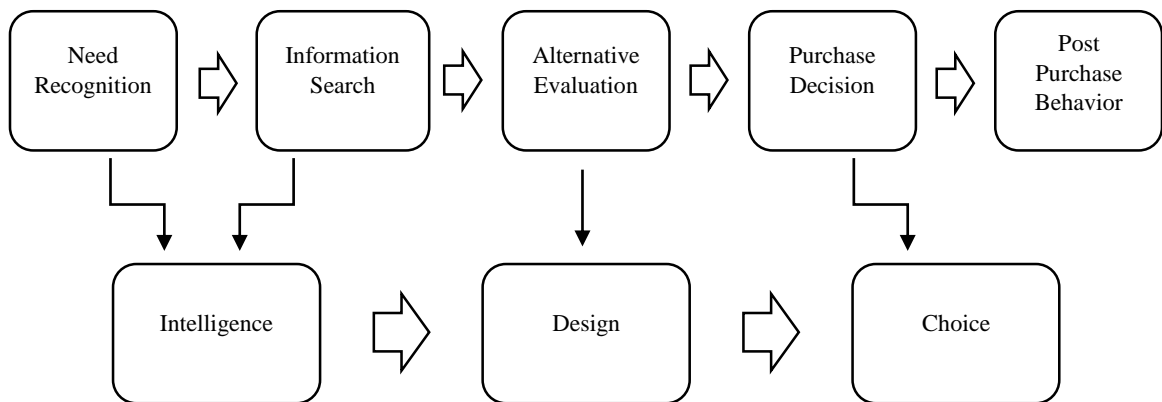 Need
Recognition
Information
Search
Alternative
Evaluation
Purchase
Decision
Post
Purchase
Behavior
Intelligence
Design
Choice